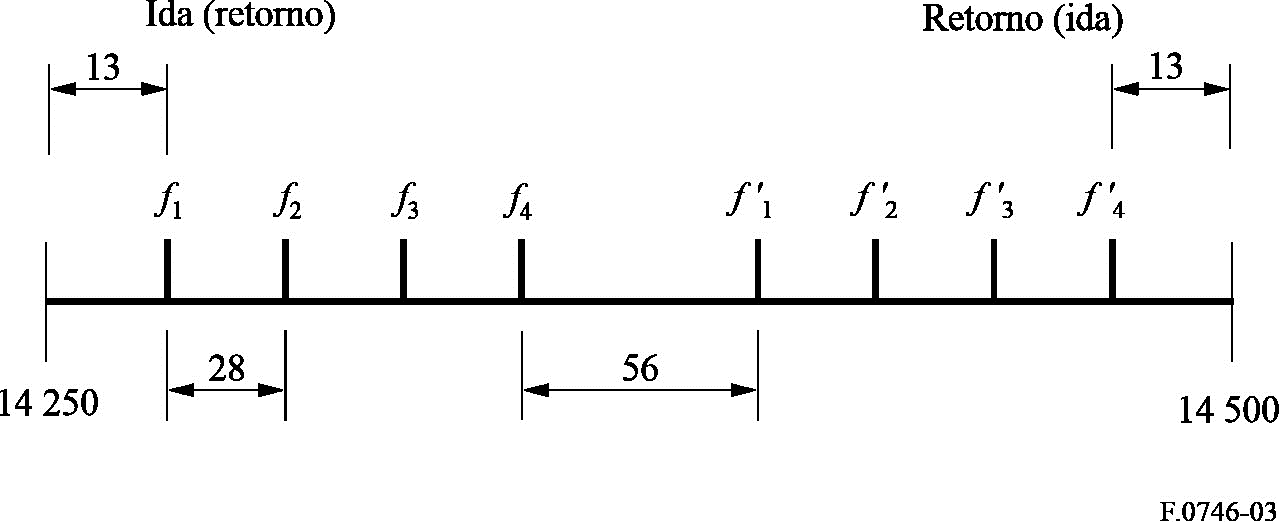 Ida (retorno) Retorno (ida)
13 13
f1 f2 f3 f4 f'1 f'2 f'3 f'4
28 56
14 250 14 500
F.0746-03